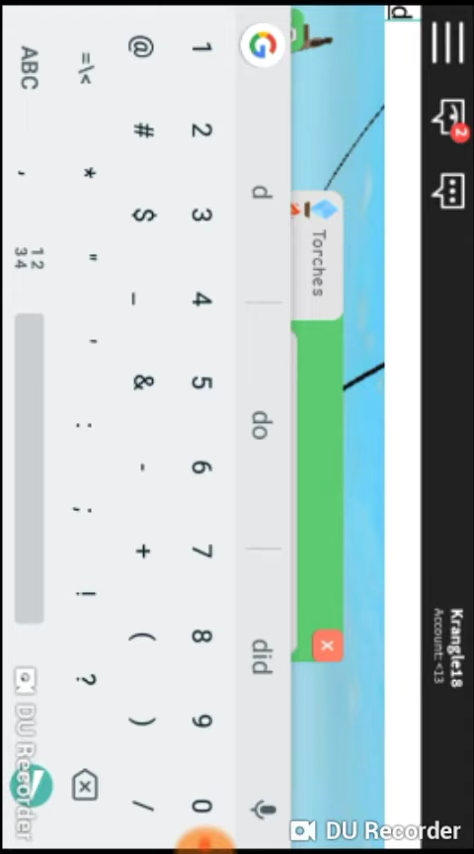 2
Krangle18
Account: <13
d
Torches
X
d do did
1 2 3 4 5 6 7 8 9 0
@ # $ _ & - + ( ) /
=\< * " ' : ; ! ?
ABC , 12 34
DU Recorder
DU Recorder